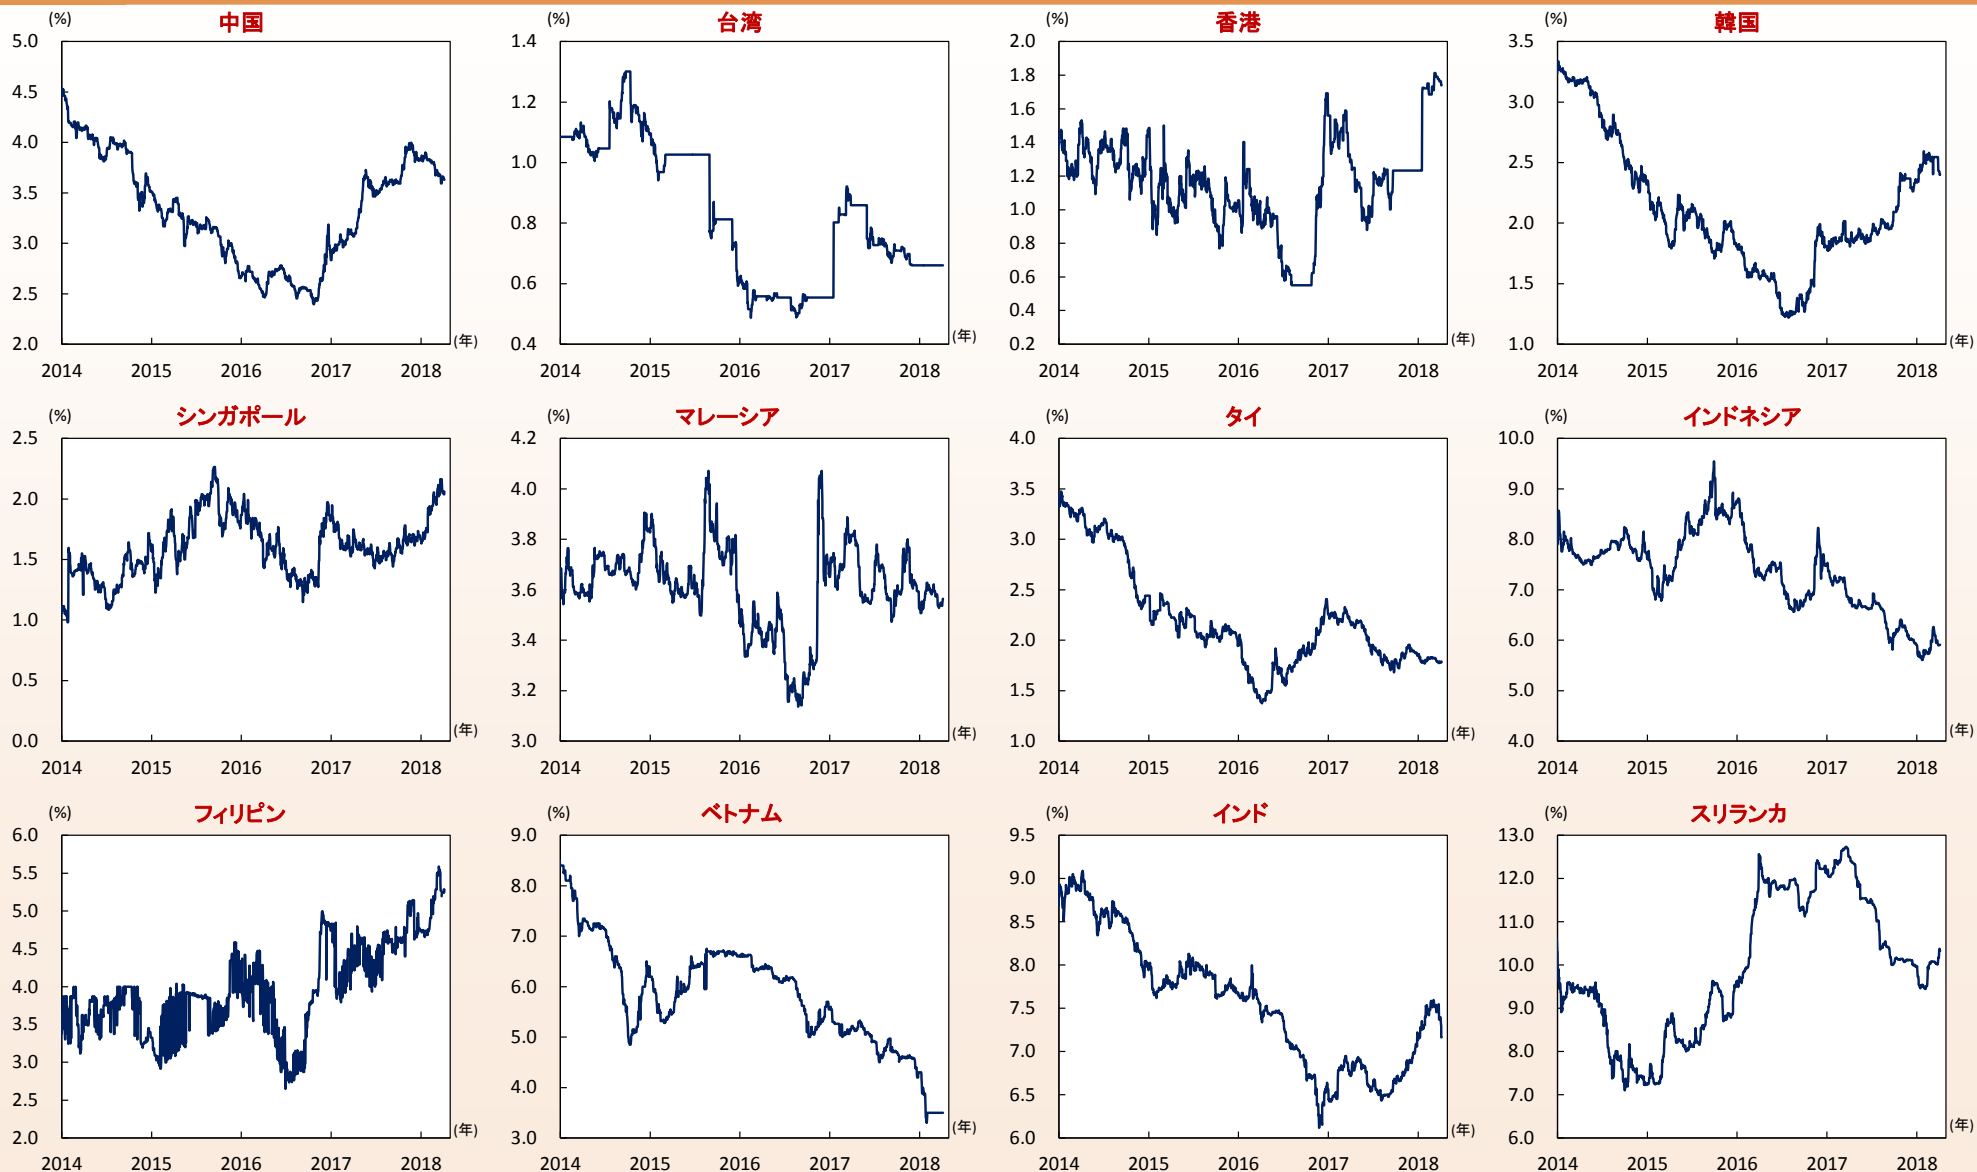 (%) 中国 (%) 台湾 (%) 香港 (%) 韓国
5.0 4.5 4.0 3.5 3.0 2.5 2.0 (年)
2014 2015 2016 2017 2018
1.4 1.2 1.0 0.8 0.6 0.4 (年)
2014 2015 2016 2017 2018
2.0 1.8 1.6 1.4 1.2 1.0 0.8 0.6 0.4 0.2 (年)
2014 2015 2016 2017 2018
3.5 3.0 2.5 2.0 1.5 1.0 (年)
2014 2015 2016 2017 2018
(%) シンガポール (%) マレーシア (%) タイ (%) インドネシア
2.5 2.0 1.5 1.0 0.5 0.0 (年)
2014 2015 2016 2017 2018
4.2 4.0 3.8 3.6 3.4 3.2 3.0 (年)
2014 2015 2016 2017 2018
4.0 3.5 3.0 2.5 2.0 1.5 1.0 (年)
2014 2015 2016 2017 2018
10.0 9.0 8.0 7.0 6.0 5.0 4.0 (年)
2014 2015 2016 2017 2018
(%) フィリピン (%) ベトナム (%) インド (%) スリランカ
6.0 5.5 5.0 4.5 4.0 3.5 3.0 2.5 2.0 (年)
2014 2015 2016 2017 2018
9.0 8.0 7.0 6.0 5.0 4.0 3.0 (年)
2014 2015 2016 2017 2018
9.5 9.0 8.5 8.0 7.5 7.0 6.5 6.0 (年)
2014 2015 2016 2017 2018
13.0 12.0 11.0 10.0 9.0 8.0 7.0 6.0 (年)
2014 2015 2016 2017 2018